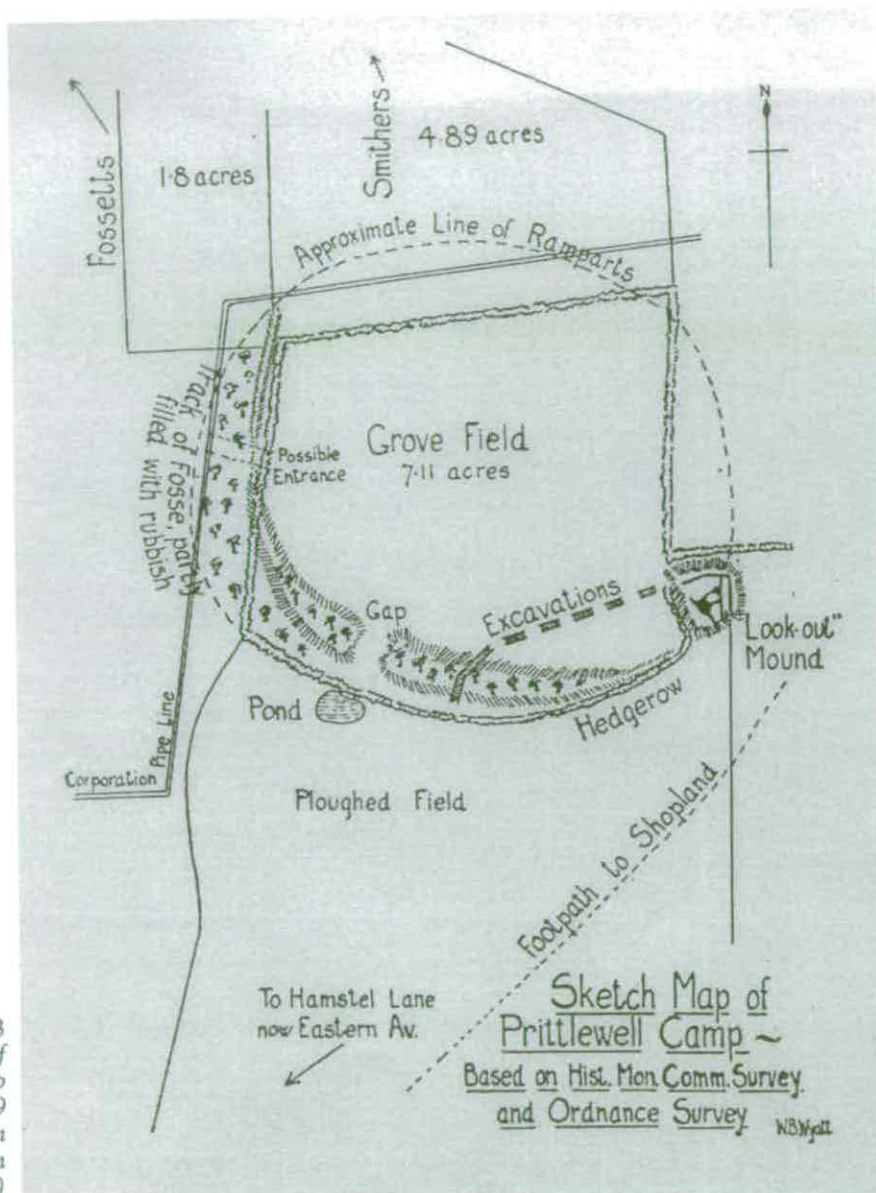 Fossetts
1·8 acres
Smithers
4·89 acres
N
Approximate Line of Ramparts
Track of Fosse, partly
filled with rubbish
Possible
Entrance
Grove Field
7·11 acres
Gap
Excavations
Look-out"
Mound
Pond
Hedgerow
Corporation
Pipe Line
Ploughed Field
Footpath to Shopland
To Hamstel Lane
now Eastern Av.
Sketch Map of
Prittlewell Camp ~
Based on Hist. Mon. Comm. Survey
and Ordnance Survey
W.B.Wyatt